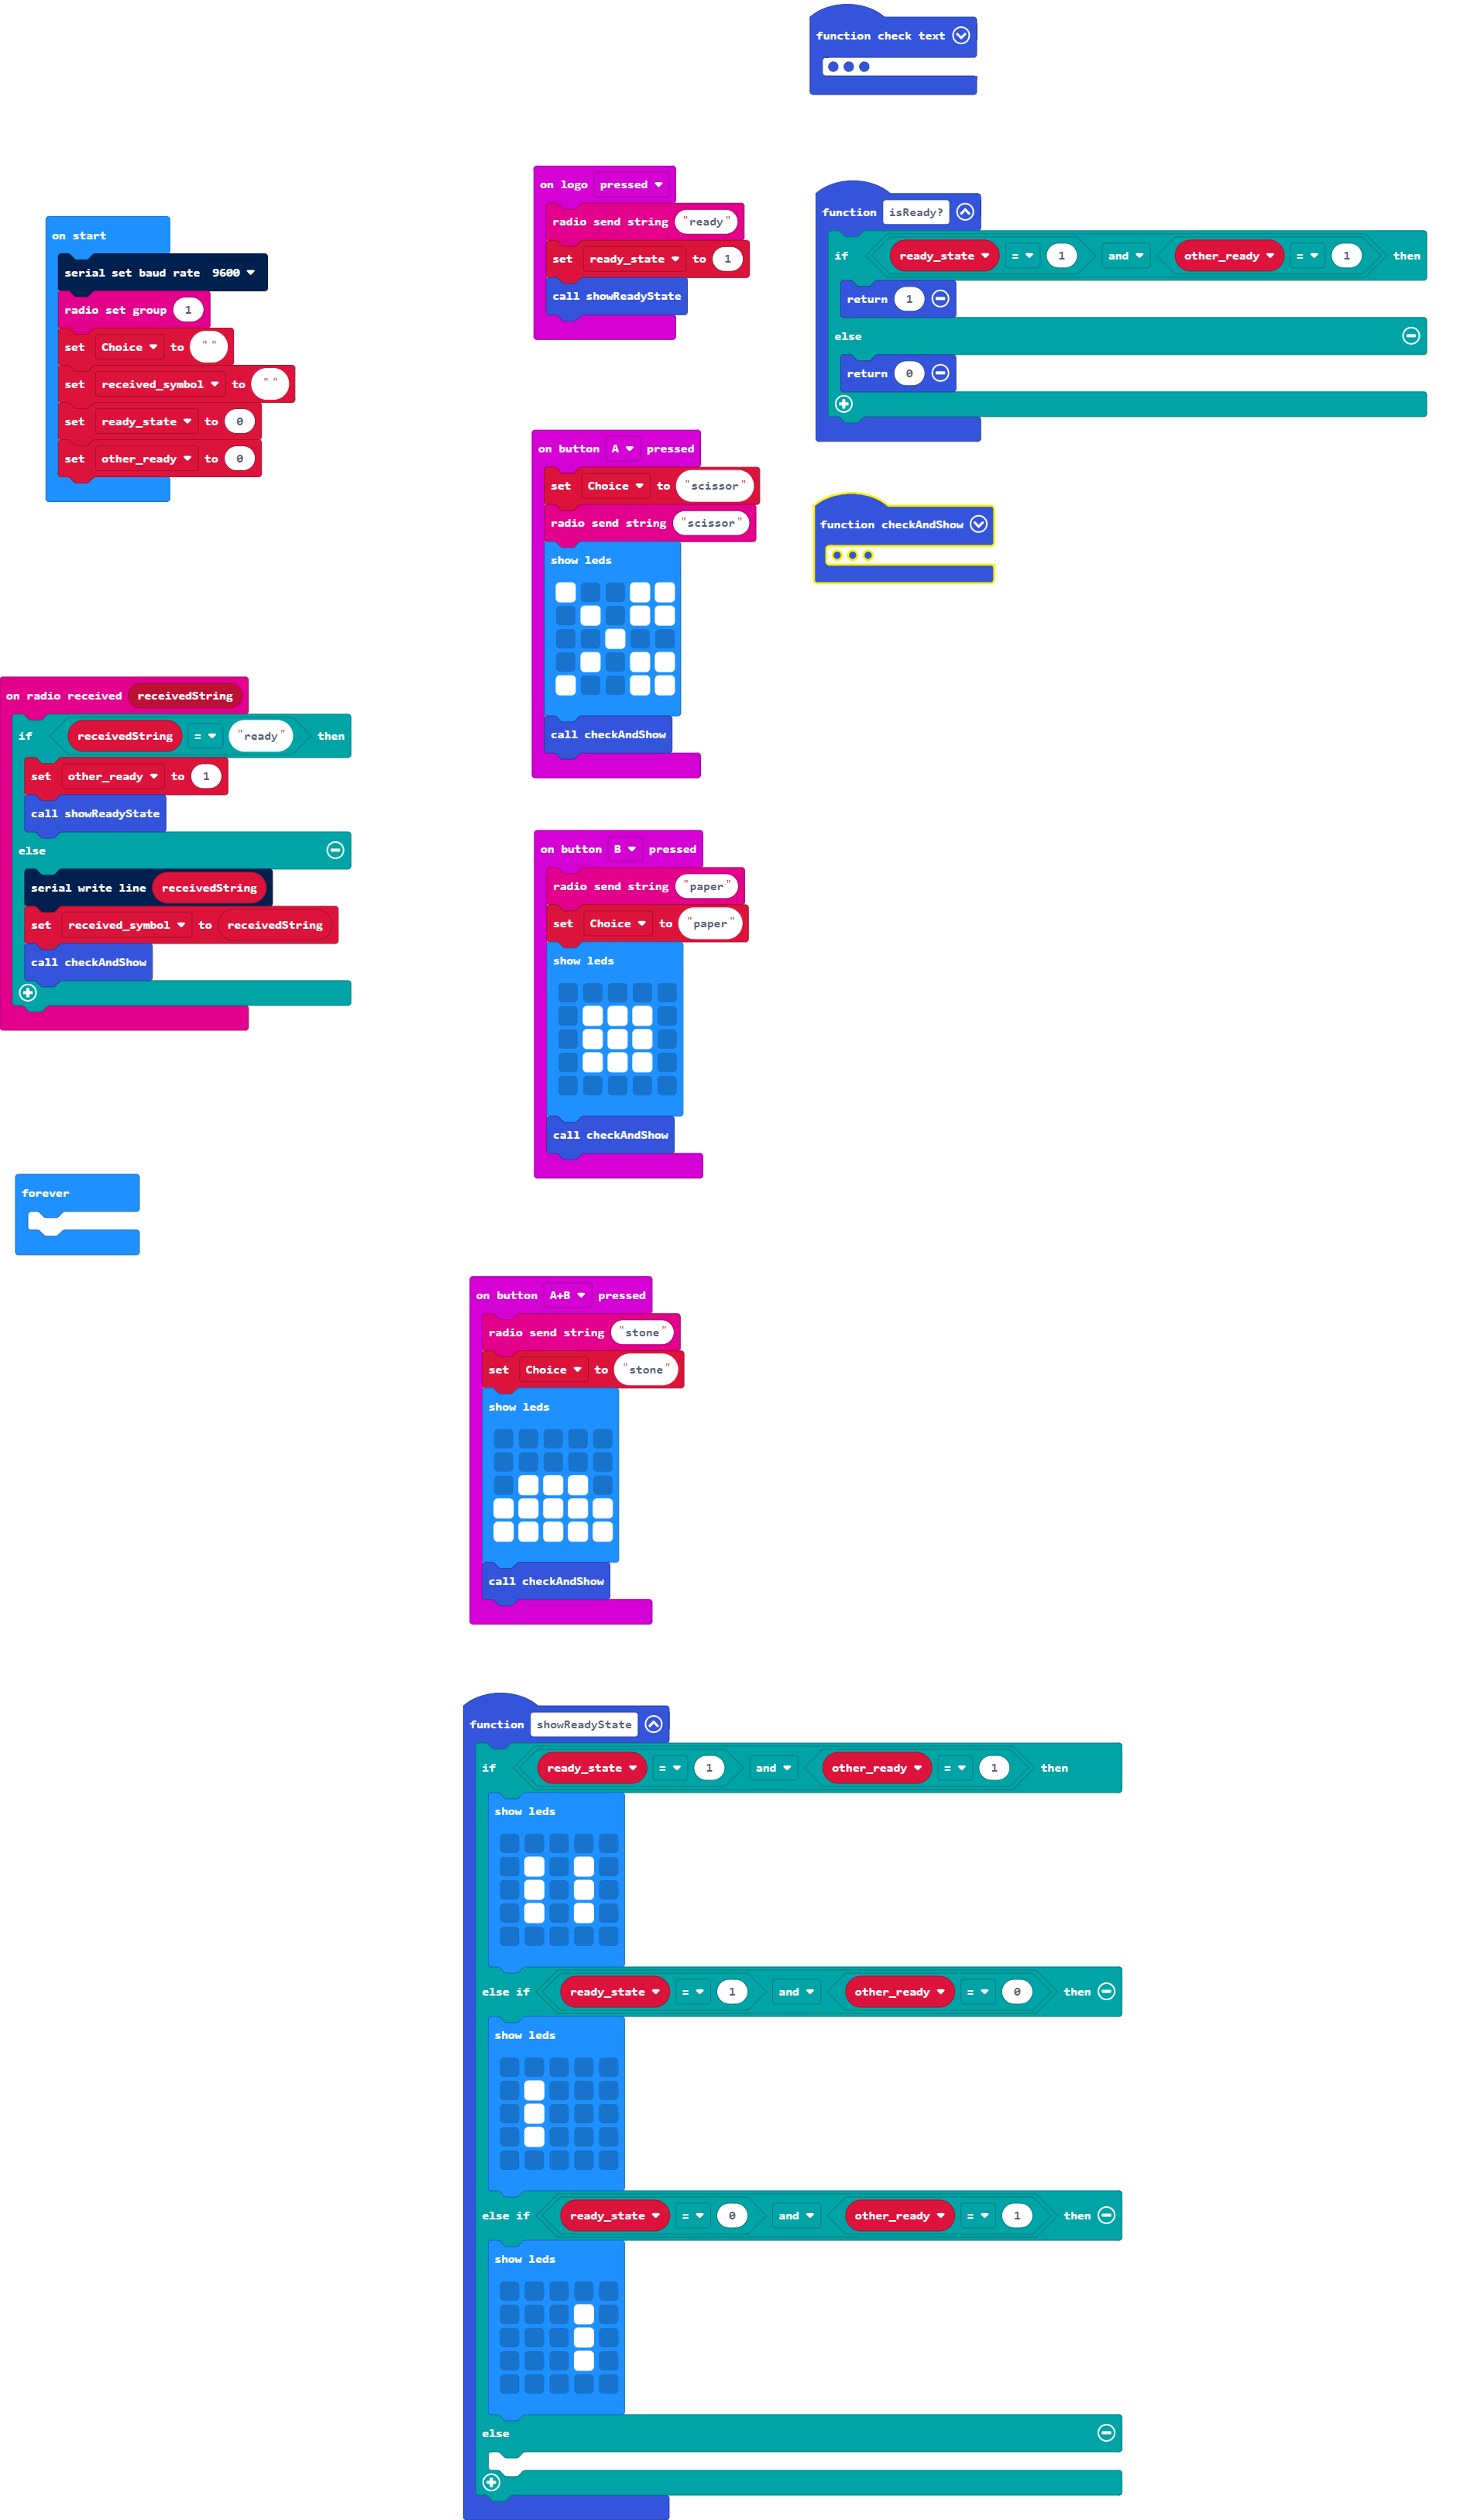 function check text
on logo pressed
radio send string "ready"
set ready_state to 1
call showReadyState
function isReady?
if ready_state = 1 and other_ready = 1 then
return 1
else
return 0
on start
serial set baud rate 9600
radio set group 1
set Choice to " "
set received_symbol to " "
set ready_state to 0
set other_ready to 0
on button A pressed
set Choice to "scissor"
radio send string "scissor"
show leds
call checkAndShow
function checkAndShow
on radio received receivedString
if receivedString = "ready" then
set other_ready to 1
call showReadyState
else
serial write line receivedString
set received_symbol to receivedString
call checkAndShow
on button B pressed
radio send string "paper"
set Choice to "paper"
show leds
call checkAndShow
forever
on button A+B pressed
radio send string "stone"
set Choice to "stone"
show leds
call checkAndShow
function showReadyState
if ready_state = 1 and other_ready = 1 then
show leds
else if ready_state = 1 and other_ready = 0 then
show leds
else if ready_state = 0 and other_ready = 1 then
show leds
else